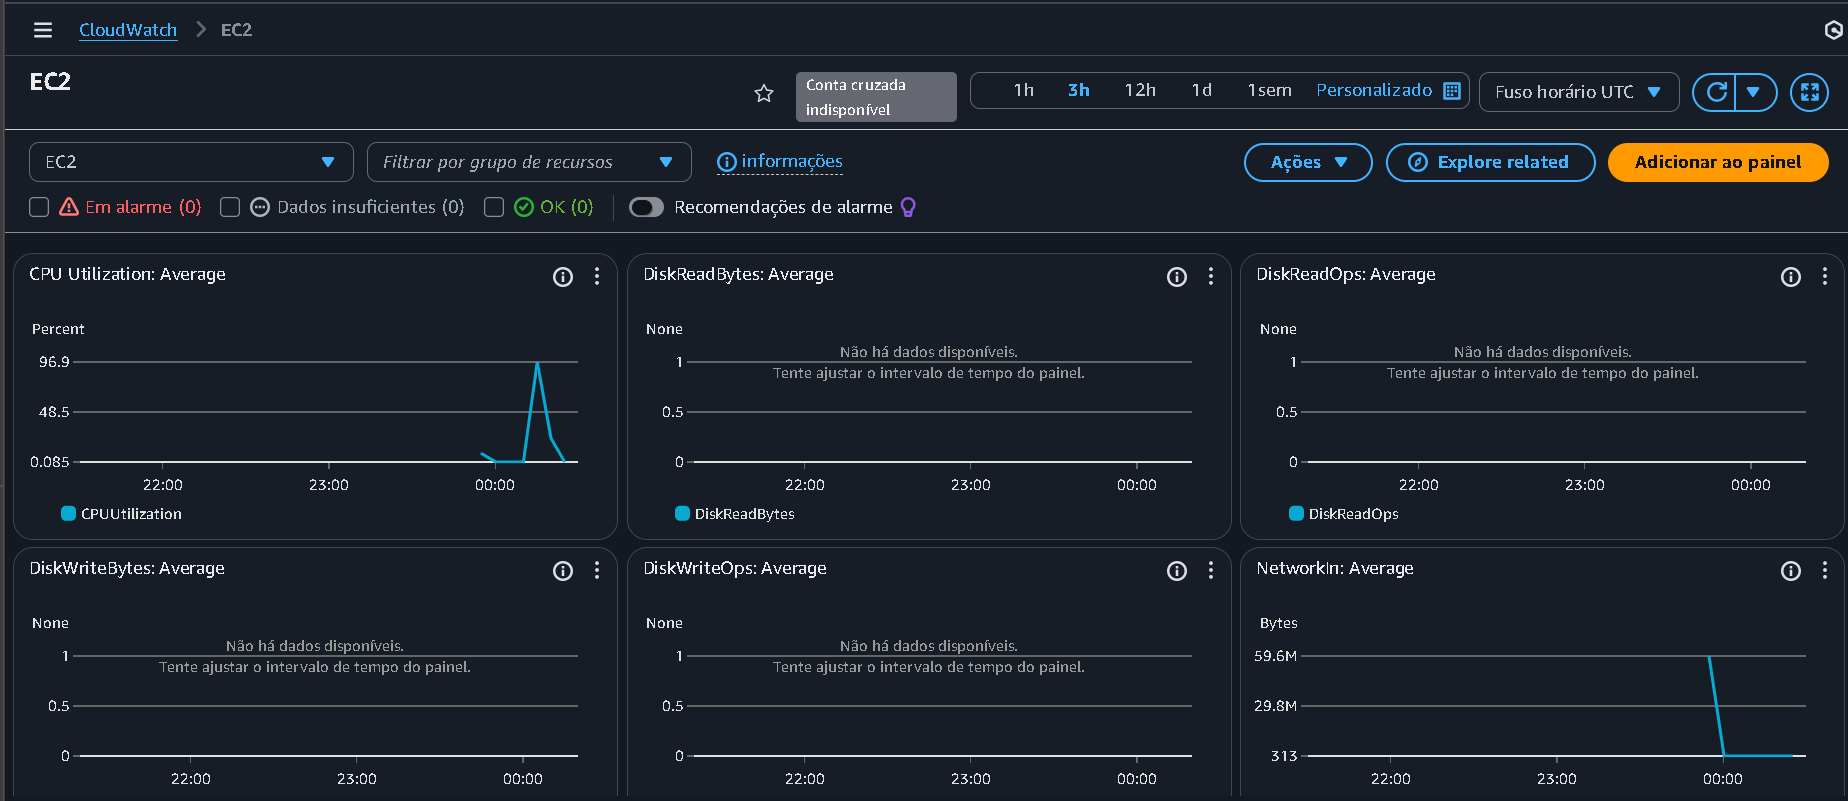 CloudWatch > EC2
EC2
Conta cruzada
indisponível
1h 3h 12h 1d 1sem Personalizado
Fuso horário UTC
EC2
Filtrar por grupo de recursos
informações
Ações
Explore related
Adicionar ao painel
Em alarme (0)
Dados insuficientes (0)
OK (0)
Recomendações de alarme
CPU Utilization: Average
Percent
96.9
48.5
0.085
22:00 23:00 00:00
CPUUtilization
DiskReadBytes: Average
None
Não há dados disponíveis.
Tente ajustar o intervalo de tempo do painel.
1
0.5
0
22:00 23:00 00:00
DiskReadBytes
DiskReadOps: Average
None
Não há dados disponíveis.
Tente ajustar o intervalo de tempo do painel.
1
0.5
0
22:00 23:00 00:00
DiskReadOps
DiskWriteBytes: Average
None
Não há dados disponíveis.
Tente ajustar o intervalo de tempo do painel.
1
0.5
0
22:00 23:00 00:00
DiskWriteOps: Average
None
Não há dados disponíveis.
Tente ajustar o intervalo de tempo do painel.
1
0.5
0
22:00 23:00 00:00
NetworkIn: Average
Bytes
59.6M
29.8M
313
22:00 23:00 00:00